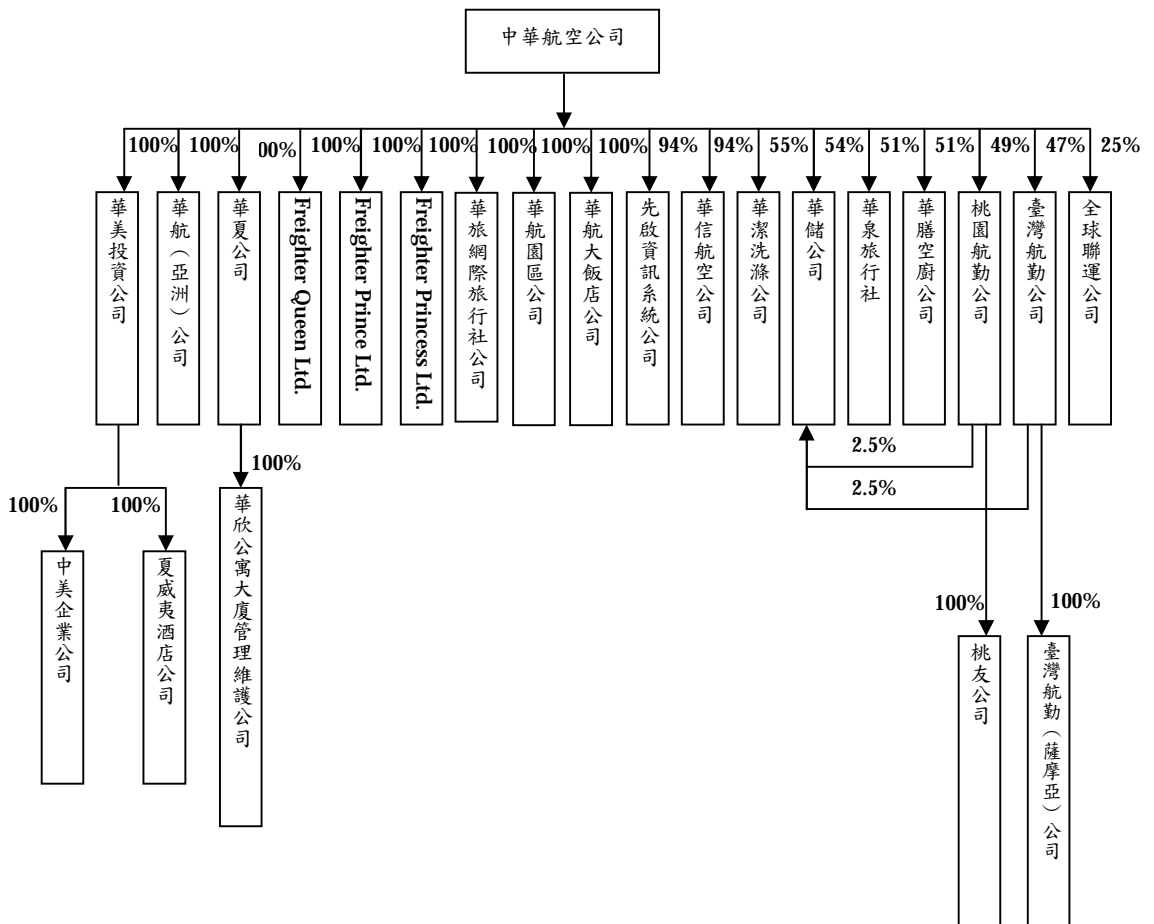 中華航空公司
100%
100%
00%
100%
100%
100%
100%
100%
100%
94%
94%
55%
54%
51%
51%
49%
47%
25%
華美投資公司
華航（亞洲）公司
華夏公司
Freighter Queen Ltd.
Freighter Prince Ltd.
Freighter Princess Ltd.
華旅網際旅行社公司
華航園區公司
華航大飯店公司
先啟資訊系統公司
華信航空公司
華潔洗滌公司
華儲公司
華泉旅行社
華膳空廚公司
桃園航勤公司
臺灣航勤公司
全球聯運公司
2.5%
2.5%
100%
100%
100%
中美企業公司
夏威夷酒店公司
華欣公寓大廈管理維護公司
100%
100%
桃友公司
臺灣航勤（薩摩亞）公司